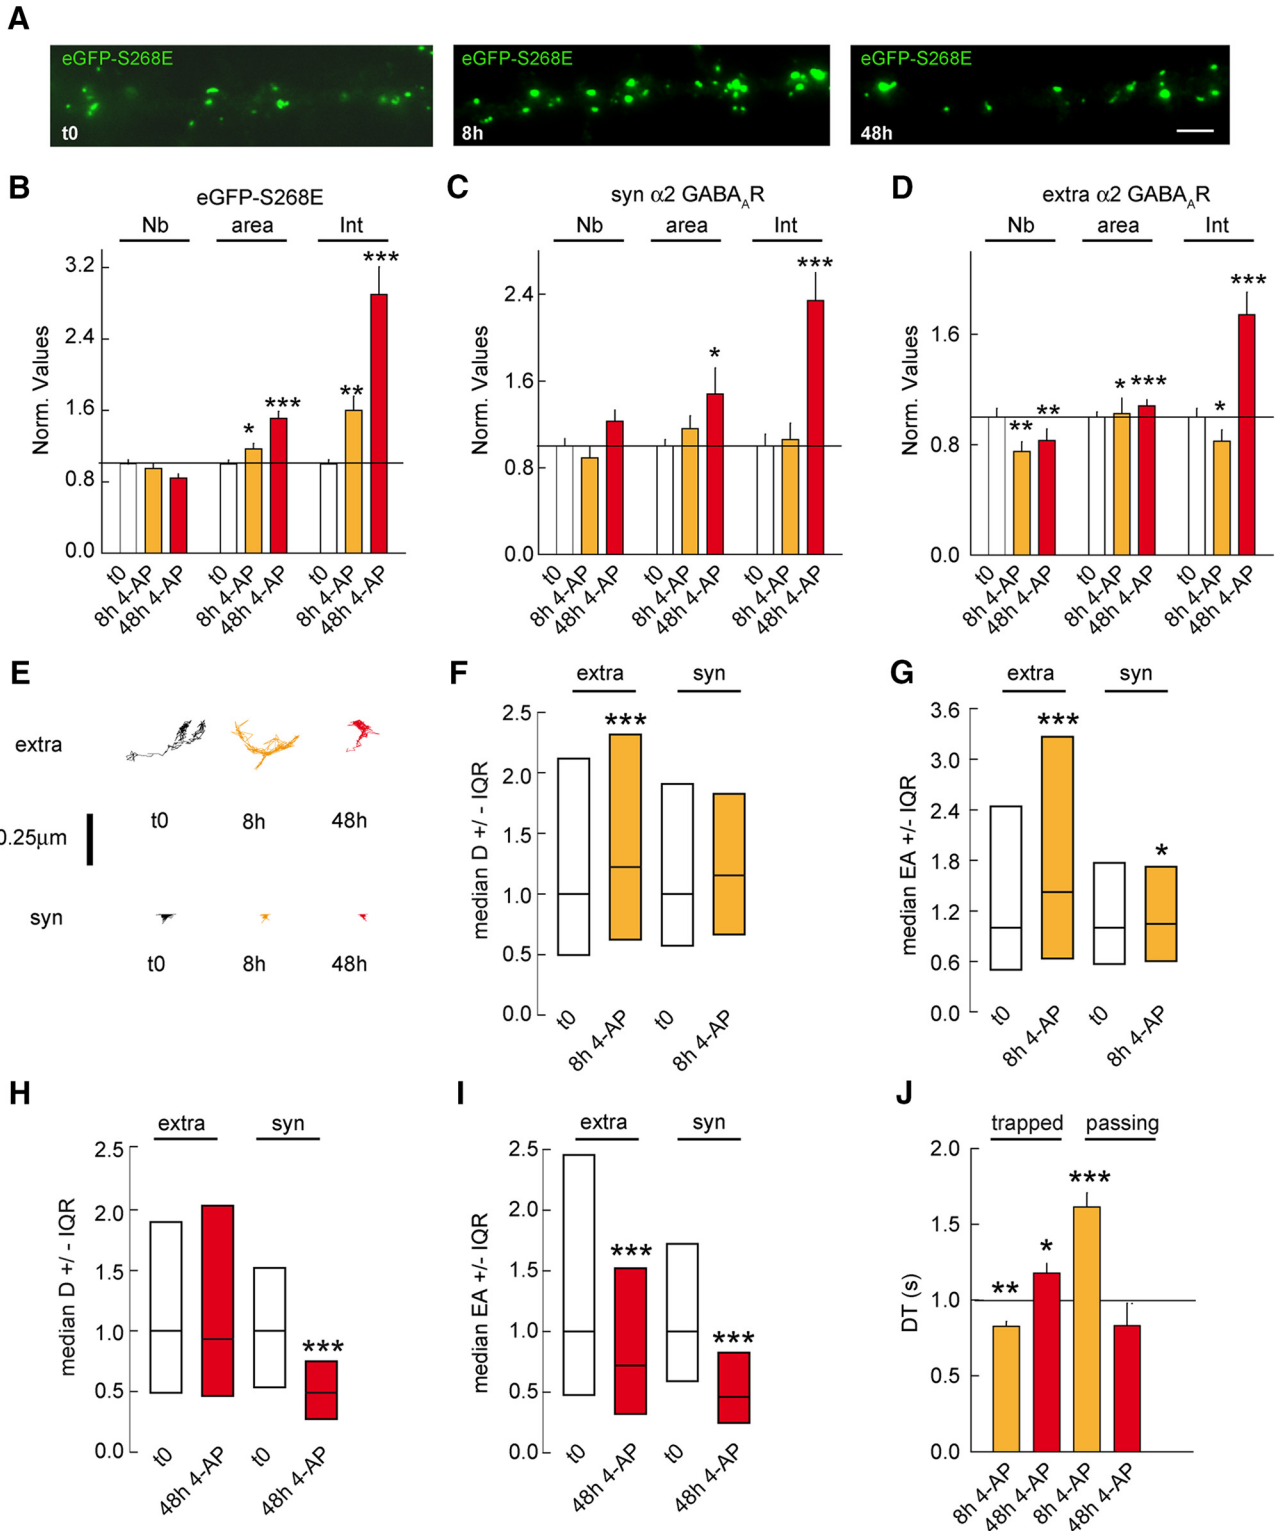 A
eGFP-S268E
t0
eGFP-S268E
8h
eGFP-S268E
48h
B
eGFP-S268E
Nb area Int
Norm. Values
3.2
2.4
1.6
0.8
0.0
* *** ** ***
t0 8h 4-AP 48h 4-AP t0 8h 4-AP 48h 4-AP t0 8h 4-AP 48h 4-AP
C
syn α2 GABA_AR
Nb area Int
Norm. Values
2.4
1.6
0.8
0.0
* ***
t0 8h 4-AP 48h 4-AP t0 8h 4-AP 48h 4-AP t0 8h 4-AP 48h 4-AP
D
extra α2 GABA_AR
Nb area Int
Norm. Values
1.6
0.8
0.0
** ** * *** * ***
t0 8h 4-AP 48h 4-AP t0 8h 4-AP 48h 4-AP t0 8h 4-AP 48h 4-AP
E
extra
t0 8h 48h
0.25μm
syn
t0 8h 48h
F
extra syn
median D +/ - IQR
2.5
2.0
1.5
1.0
0.5
0.0
***
t0 8h 4-AP t0 8h 4-AP
G
extra syn
median EA +/- IQR
3.6
3.0
2.4
1.8
1.2
0.6
0.0
*** *
t0 8h 4-AP t0 8h 4-AP
H
extra syn
median D +/ - IQR
2.5
2.0
1.5
1.0
0.5
0.0
***
t0 48h 4-AP t0 48h 4-AP
I
extra syn
median EA +/- IQR
2.5
2.0
1.5
1.0
0.5
0.0
*** ***
t0 48h 4-AP t0 48h 4-AP
J
trapped passing
DT (s)
2.0
1.5
1.0
0.5
0.0
** * ***
8h 4-AP 48h 4-AP 8h 4-AP 48h 4-AP